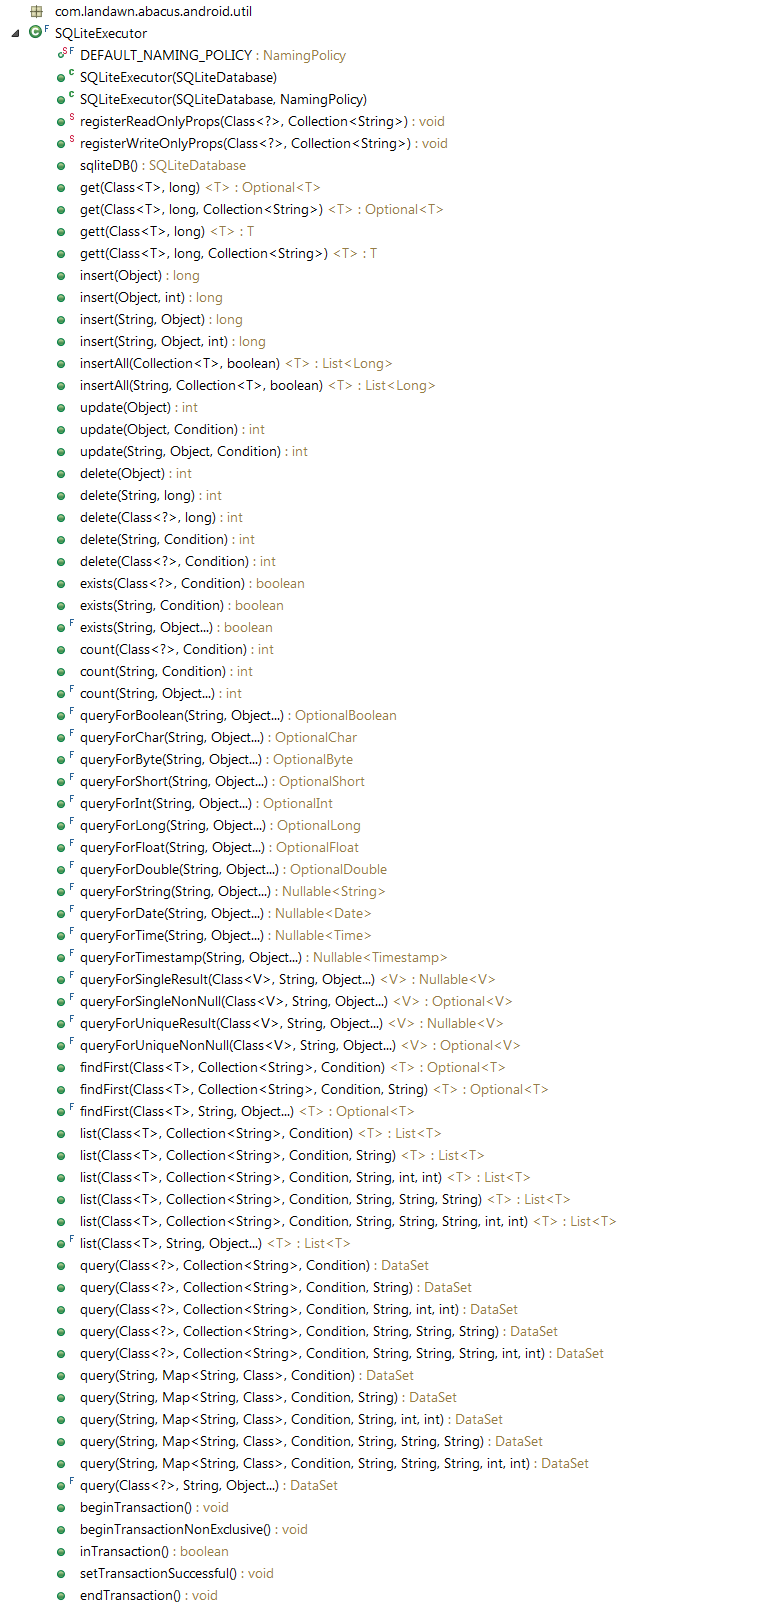 com.landawn.abacus.android.util
SQLiteExecutor
DEFAULT_NAMING_POLICY : NamingPolicy
SQLiteExecutor(SQLiteDatabase)
SQLiteExecutor(SQLiteDatabase, NamingPolicy)
registerReadOnlyProps(Class<?>, Collection<String>) : void
registerWriteOnlyProps(Class<?>, Collection<String>) : void
sqliteDB() : SQLiteDatabase
get(Class<T>, long) <T> : Optional<T>
get(Class<T>, long, Collection<String>) <T> : Optional<T>
gett(Class<T>, long) <T> : T
gett(Class<T>, long, Collection<String>) <T> : T
insert(Object) : long
insert(Object, int) : long
insert(String, Object) : long
insert(String, Object, int) : long
insertAll(Collection<T>, boolean) <T> : List<Long>
insertAll(String, Collection<T>, boolean) <T> : List<Long>
update(Object) : int
update(Object, Condition) : int
update(String, Object, Condition) : int
delete(Object) : int
delete(String, long) : int
delete(Class<?>, long) : int
delete(String, Condition) : int
delete(Class<?>, Condition) : int
exists(Class<?>, Condition) : boolean
exists(String, Condition) : boolean
exists(String, Object...) : boolean
count(Class<?>, Condition) : int
count(String, Condition) : int
count(String, Object...) : int
queryForBoolean(String, Object...) : OptionalBoolean
queryForChar(String, Object...) : OptionalChar
queryForByte(String, Object...) : OptionalByte
queryForShort(String, Object...) : OptionalShort
queryForInt(String, Object...) : OptionalInt
queryForLong(String, Object...) : OptionalLong
queryForFloat(String, Object...) : OptionalFloat
queryForDouble(String, Object...) : OptionalDouble
queryForString(String, Object...) : Nullable<String>
queryForDate(String, Object...) : Nullable<Date>
queryForTime(String, Object...) : Nullable<Time>
queryForTimestamp(String, Object...) : Nullable<Timestamp>
queryForSingleResult(Class<V>, String, Object...) <V> : Nullable<V>
queryForSingleNonNull(Class<V>, String, Object...) <V> : Optional<V>
queryForUniqueResult(Class<V>, String, Object...) <V> : Nullable<V>
queryForUniqueNonNull(Class<V>, String, Object...) <V> : Optional<V>
findFirst(Class<T>, Collection<String>, Condition) <T> : Optional<T>
findFirst(Class<T>, Collection<String>, Condition, String) <T> : Optional<T>
findFirst(Class<T>, String, Object...) <T> : Optional<T>
list(Class<T>, Collection<String>, Condition) <T> : List<T>
list(Class<T>, Collection<String>, Condition, String) <T> : List<T>
list(Class<T>, Collection<String>, Condition, String, int, int) <T> : List<T>
list(Class<T>, Collection<String>, Condition, String, String, String) <T> : List<T>
list(Class<T>, Collection<String>, Condition, String, String, String, int, int) <T> : List<T>
list(Class<T>, String, Object...) <T> : List<T>
query(Class<?>, Collection<String>, Condition) : DataSet
query(Class<?>, Collection<String>, Condition, String) : DataSet
query(Class<?>, Collection<String>, Condition, String, int, int) : DataSet
query(Class<?>, Collection<String>, Condition, String, String, String) : DataSet
query(Class<?>, Collection<String>, Condition, String, String, String, int, int) : DataSet
query(String, Map<String, Class>, Condition) : DataSet
query(String, Map<String, Class>, Condition, String) : DataSet
query(String, Map<String, Class>, Condition, String, int, int) : DataSet
query(String, Map<String, Class>, Condition, String, String, String) : DataSet
query(String, Map<String, Class>, Condition, String, String, String, int, int) : DataSet
query(Class<?>, String, Object...) : DataSet
beginTransaction() : void
beginTransactionNonExclusive() : void
inTransaction() : boolean
setTransactionSuccessful() : void
endTransaction() : void